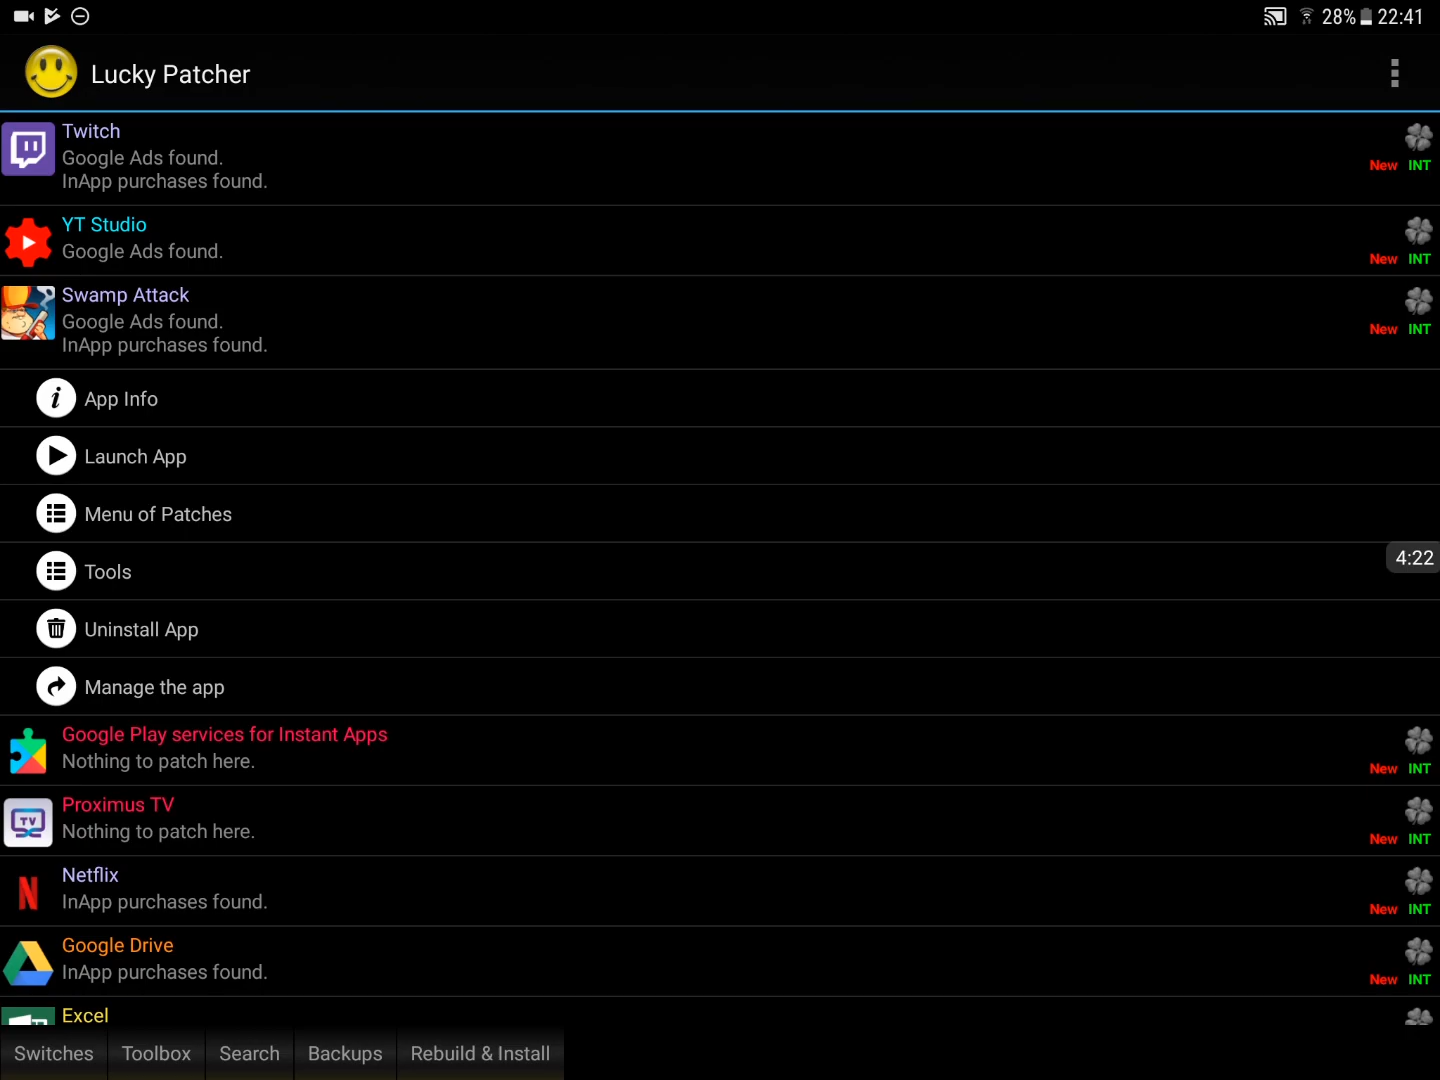 28% 22:41
Lucky Patcher
Twitch
Google Ads found.
InApp purchases found.
New INT
YT Studio
Google Ads found.
New INT
Swamp Attack
Google Ads found.
InApp purchases found.
New INT
App Info
Launch App
Menu of Patches
4:22
Tools
Uninstall App
Manage the app
Google Play services for Instant Apps
Nothing to patch here.
New INT
TV
Proximus TV
Nothing to patch here.
New INT
N
Netflix
InApp purchases found.
New INT
Google Drive
InApp purchases found.
New INT
Excel
Switches Toolbox Search Backups Rebuild & Install